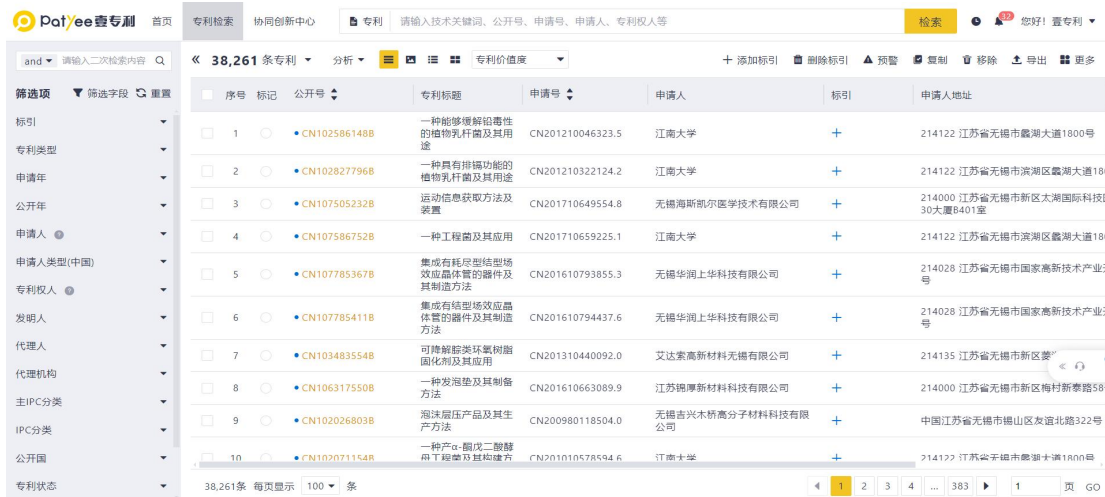 Patyee壹专利 首页 专利检索 协同创新中心 专利 请输入技术关键词、公开号、申请号、申请人、专利权人等 检索 32 您好！壹专利
and 请输入二次检索内容 « 38,261 条专利 分析 专利价值度 添加标引 删除标引 预警 复制 移除 导出 更多
筛选项 筛选字段 重置
标引
专利类型
申请年
公开年
申请人
申请人类型(中国)
专利权人
发明人
代理人
代理机构
主IPC分类
IPC分类
公开国
专利状态
序号 标记 公开号 专利标题 申请号 申请人 标引 申请人地址
1 CN102586148B 一种能够缓解铅毒性 CN201210046323.5 江南大学 + 214122 江苏省无锡市蠡湖大道1800号
的植物乳杆菌及其用
途
2 CN102827796B 一种具有排镉功能的 CN201210322124.2 江南大学 + 214122 江苏省无锡市滨湖区蠡湖大道18
植物乳杆菌及其用途
3 CN107505232B 运动信息获取方法及 CN201710649554.8 无锡海斯凯尔医学技术有限公司 + 214000 江苏省无锡市新区太湖国际科技
装置 30大厦B401室
4 CN107586752B 一种工程菌及其应用 CN201710659225.1 江南大学 + 214122 江苏省无锡市滨湖区蠡湖大道18
5 CN107785367B 集成有耗尽型结型场 CN201610793855.3 无锡华润上华科技有限公司 + 214028 江苏省无锡市国家高新技术产业
效应晶体管的器件及 号
其制造方法
6 CN107785411B 集成有结型场效应晶 CN201610794437.6 无锡华润上华科技有限公司 + 214028 江苏省无锡市国家高新技术产业
体管的器件及其制造 号
方法
7 CN103483554B 可降解腙类环氧树脂 CN201310440092.0 艾达索高新材料无锡有限公司 + 214135 江苏省无锡市新区菱
固化剂及其应用
8 CN106317550B 一种发泡垫及其制备 CN201610663089.9 江苏锦厚新材料科技有限公司 + 214000 江苏省无锡市新区梅村新泰路58
方法
9 CN102026803B 泡沫层压产品及其生 CN200980118504.0 无锡吉兴木桥高分子材料科技有限 + 中国江苏省无锡市锡山区友谊北路322号
产方法 公司
10 CN102071154B 一种产α-酮戊二酸酵 CN201010578594.6 江南大学 + 214122 江苏省无锡市蠡湖大道1800号
母工程菌及其构建方
38,261条 每页显示 100 条 1 2 3 4 ... 383 1 页 GO